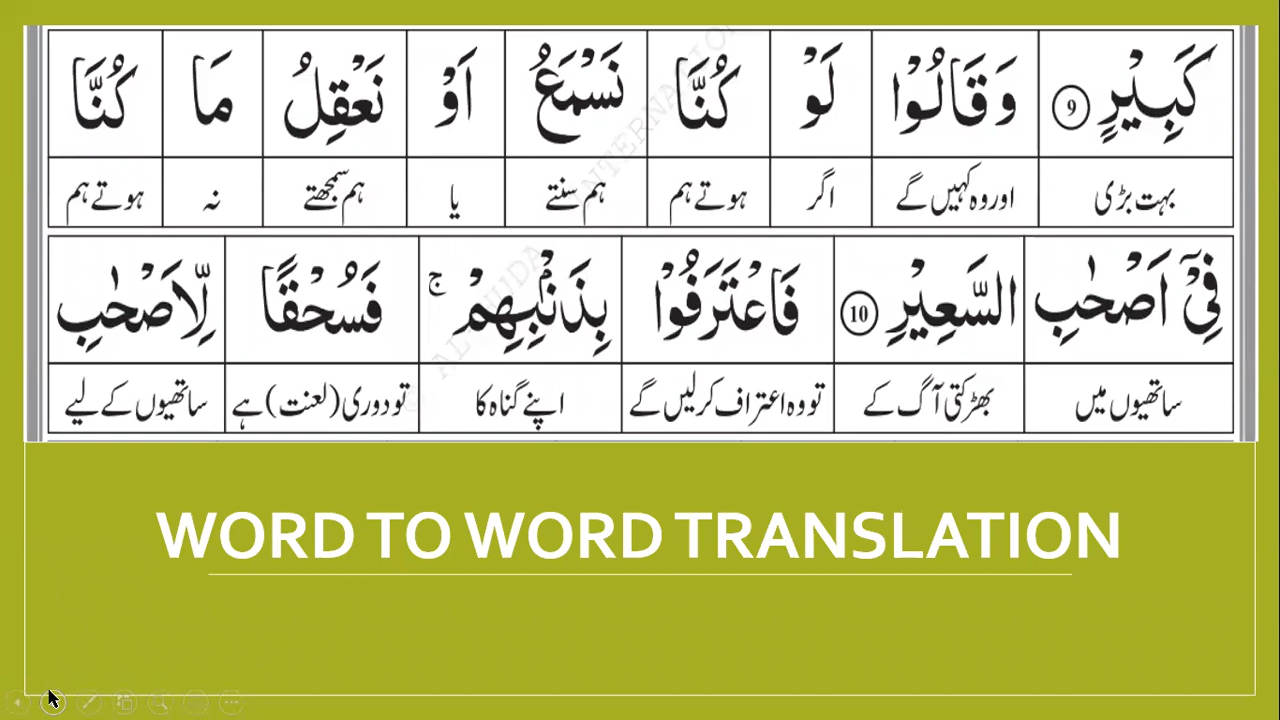 كَبِيْرٍ ۹ وَقَالُوْا لَوْ كُنَّا نَسْمَعُ اَوْ نَعْقِلُ مَا كُنَّا
بہت بڑی اور وہ کہیں گے اگر ہوتے ہم ہم سنتے یا ہم سمجھتے نہ ہوتے ہم
فِيْٓ اَصْحٰبِ السَّعِيْرِ 10 فَاعْتَرَفُوْا بِذَنْۢبِهِمْ ۚ فَسُحْقًا لِّاَصْحٰبِ
ساتھیوں میں بھڑکتی آگ کے تو وہ اعتراف کرلیں گے اپنے گناہ کا تو دوری (لعنت) ہے ساتھیوں کے لیے
WORD TO WORD TRANSLATION